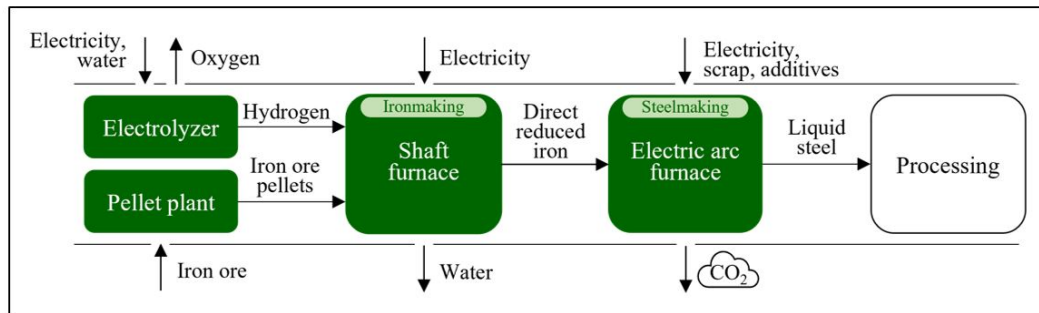 Electricity,
water
Oxygen
Electricity
Electricity,
scrap, additives
Electrolyzer
Hydrogen
Pellet plant
Iron ore
pellets
Ironmaking
Shaft
furnace
Direct
reduced
iron
Steelmaking
Electric arc
furnace
Liquid
steel
Processing
Iron ore
Water
CO2